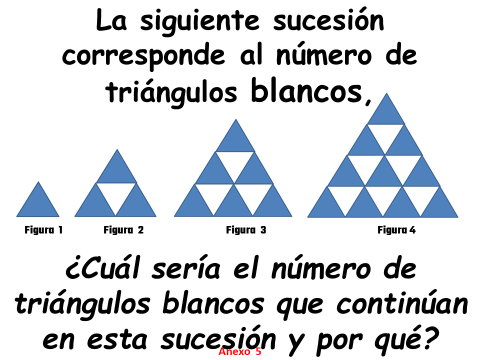 La siguiente sucesión
corresponde al número de
triángulos blancos,
Figura 1
Figura 2
Figura 3
Figura 4
¿Cuál sería el número de
triángulos blancos que continúan
en esta sucesión y por qué?
Anexo 5